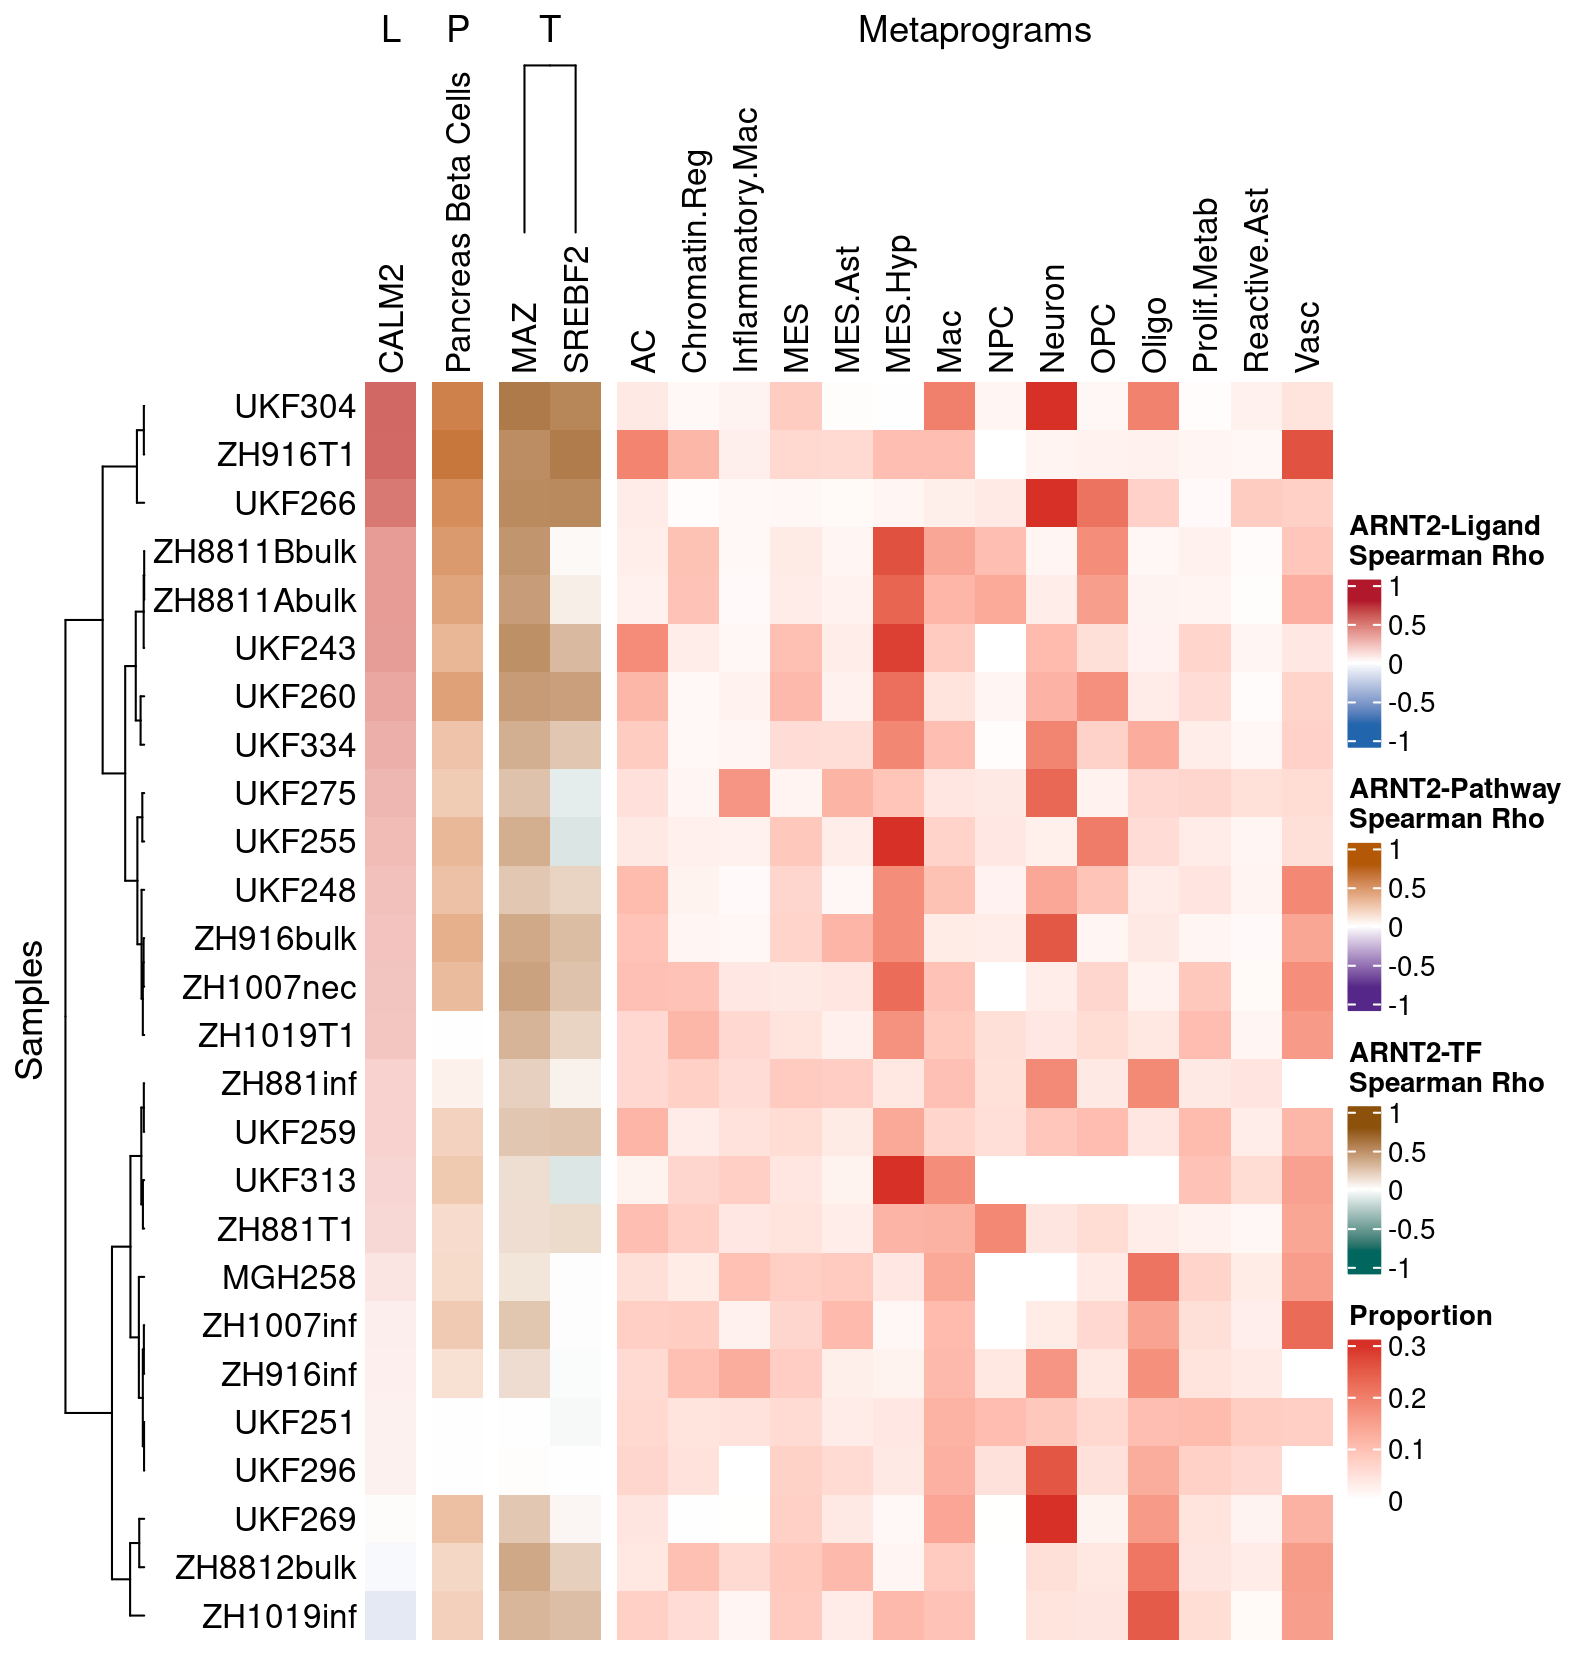 L P T Metaprograms
CALM2
Pancreas Beta Cells
MAZ
SREBF2
AC
Chromatin.Reg
Inflammatory.Mac
MES
MES.Ast
MES.Hyp
Mac
NPC
Neuron
OPC
Oligo
Prolif.Metab
Reactive.Ast
Vasc
Samples
UKF304
ZH916T1
UKF266
ZH8811Bbulk
ZH8811Abulk
UKF243
UKF260
UKF334
UKF275
UKF255
UKF248
ZH916bulk
ZH1007nec
ZH1019T1
ZH881inf
UKF259
UKF313
ZH881T1
MGH258
ZH1007inf
ZH916inf
UKF251
UKF296
UKF269
ZH8812bulk
ZH1019inf
ARNT2-Ligand
Spearman Rho
1
0.5
0
-0.5
-1
ARNT2-Pathway
Spearman Rho
1
0.5
0
-0.5
-1
ARNT2-TF
Spearman Rho
1
0.5
0
-0.5
-1
Proportion
0.3
0.2
0.1
0